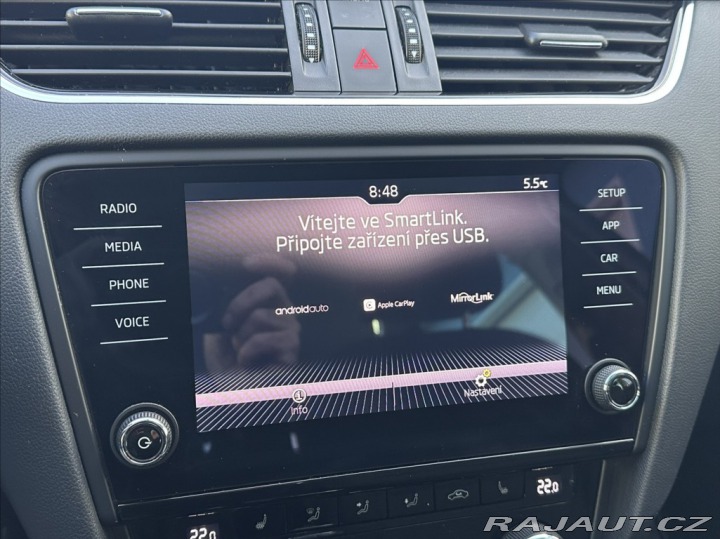 8:48
5.5°C
RADIO
MEDIA
PHONE
VOICE
Vítejte ve SmartLink.
Připojte zařízení přes USB.
androidauto
Apple CarPlay
MirrorLink
Info
Nastavení
SETUP
APP
CAR
MENU
22.0
22.0
RAJAUT.CZ